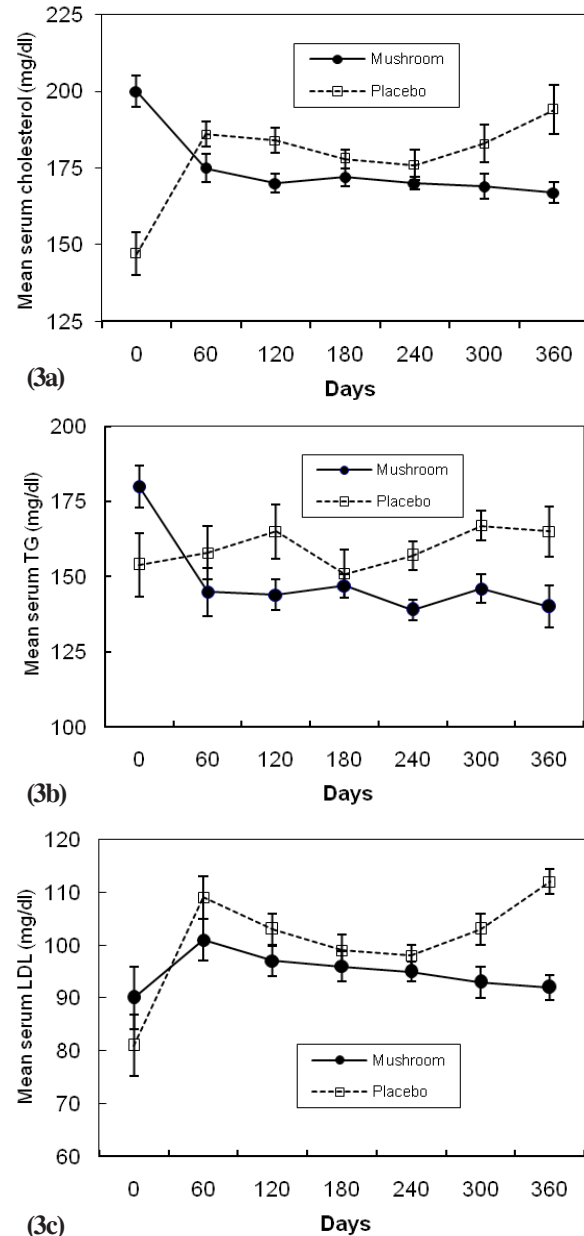 225
200
175
150
125
Mean serum cholesterol (mg/dl)
Mushroom
Placebo
0 60 120 180 240 300 360
(3a)
Days
200
175
150
125
100
Mean serum TG (mg/dl)
Mushroom
Placebo
0 60 120 180 240 300 360
(3b)
Days
120
110
100
90
80
70
60
Mean serum LDL (mg/dl)
Mushroom
Placebo
0 60 120 180 240 300 360
(3c)
Days